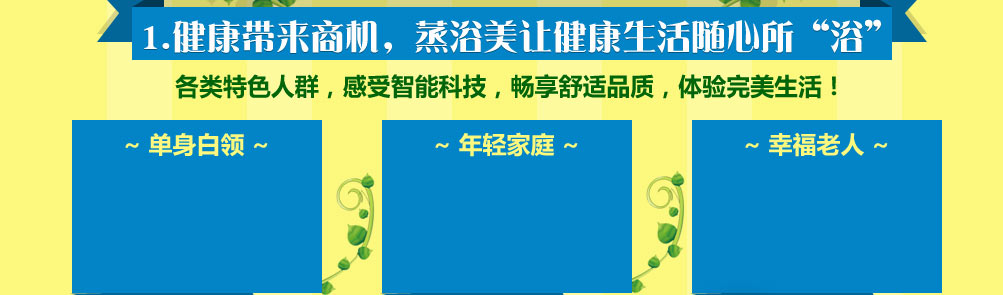 1.健康带来商机，蒸浴美让健康生活随心所“浴”
各类特色人群，感受智能科技，畅享舒适品质，体验完美生活！
~ 单身白领 ~
~ 年轻家庭 ~
~ 幸福老人 ~